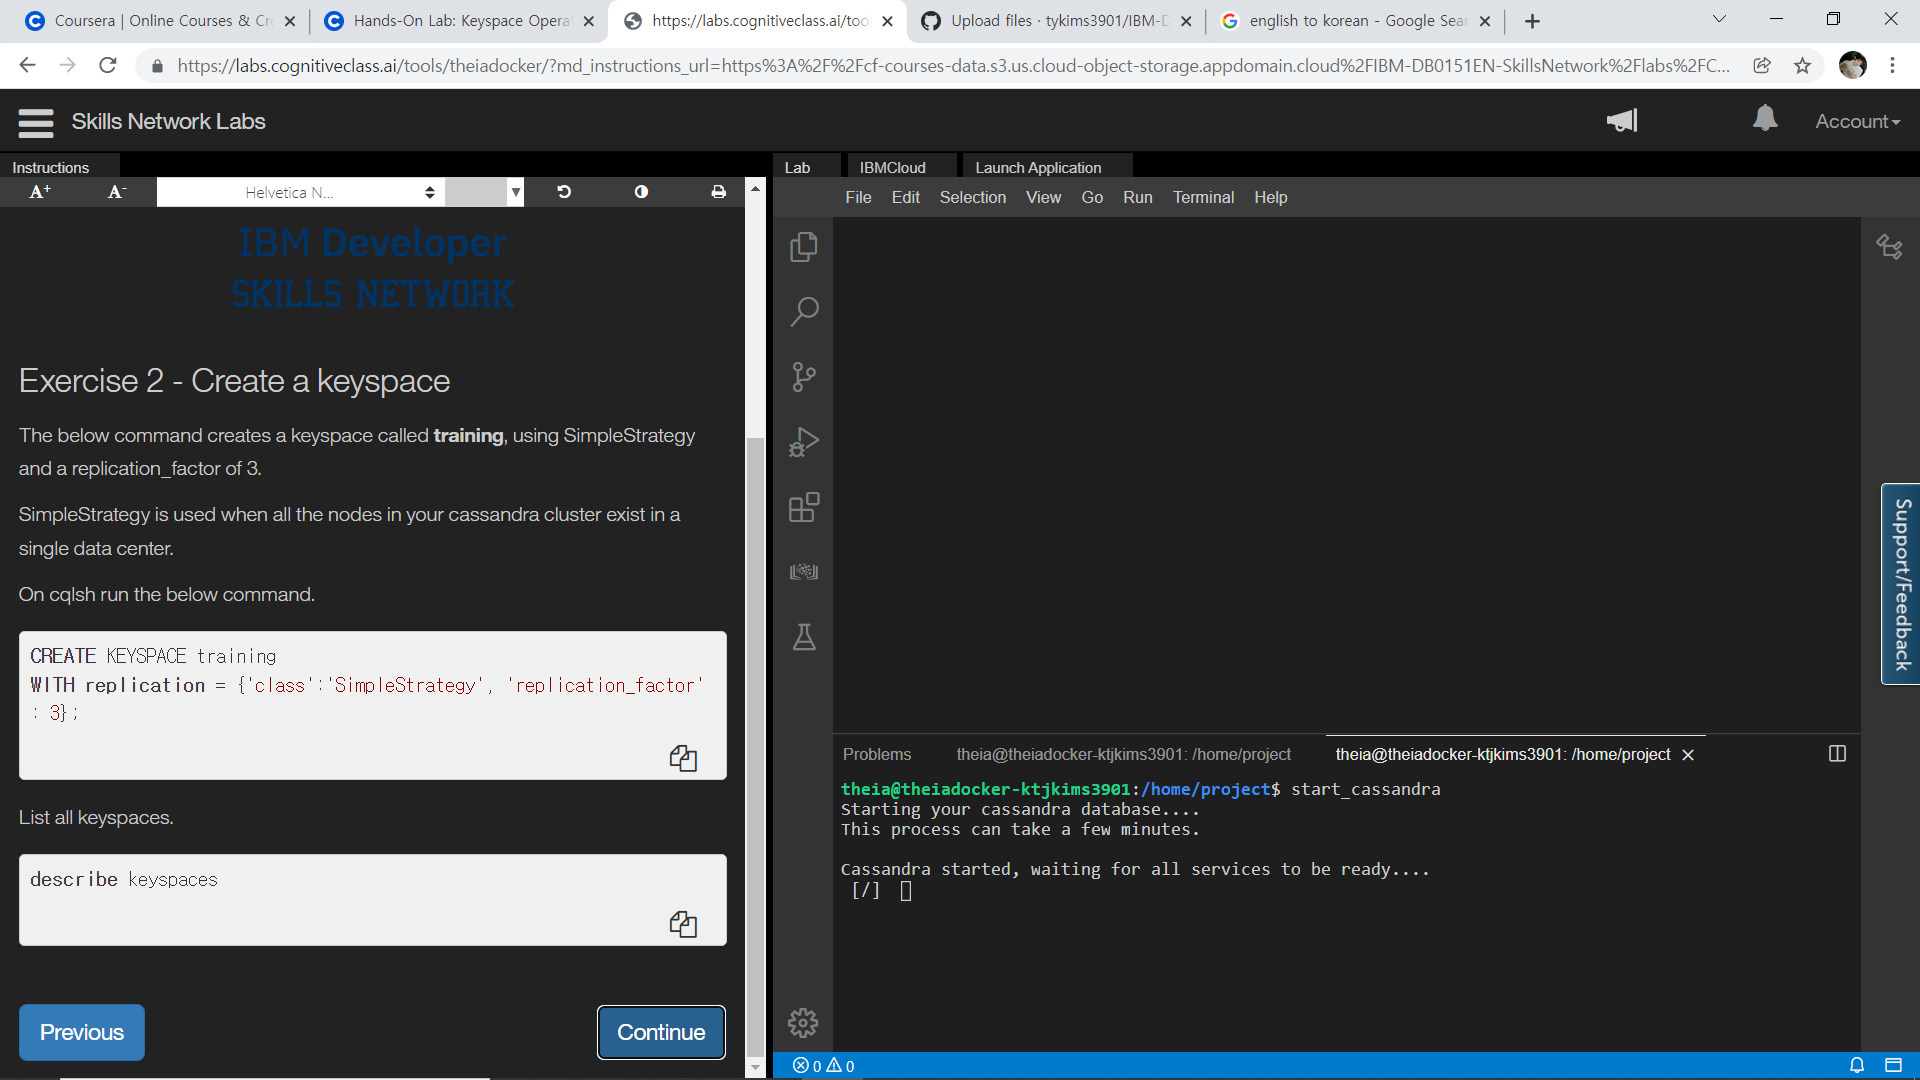 Coursera | Online Courses & Cr
Hands-On Lab: Keyspace Opera
https://labs.cognitiveclass.ai/too
Upload files · tykims3901/IBM-D
english to korean - Google Sear
https://labs.cognitiveclass.ai/tools/theiadocker/?md_instructions_url=https%3A%2F%2Fcf-courses-data.s3.us.cloud-object-storage.appdomain.cloud%2FIBM-DB0151EN-SkillsNetwork%2Flabs%2FC...
Skills Network Labs
Account
Instructions
A+
A-
Helvetica N...
IBM Developer
SKILLS NETWORK
Exercise 2 - Create a keyspace
The below command creates a keyspace called training, using SimpleStrategy
and a replication_factor of 3.
SimpleStrategy is used when all the nodes in your cassandra cluster exist in a
single data center.
On cqlsh run the below command.
CREATE KEYSPACE training
WITH replication = {'class':'SimpleStrategy', 'replication_factor'
: 3};
List all keyspaces.
describe keyspaces
Previous
Continue
Lab
IBMCloud
Launch Application
File Edit Selection View Go Run Terminal Help
Problems
theia@theiadocker-ktjkims3901: /home/project
theia@theiadocker-ktjkims3901: /home/project
theia@theiadocker-ktjkims3901:/home/project$ start_cassandra
Starting your cassandra database....
This process can take a few minutes.
Cassandra started, waiting for all services to be ready....
[/]
0 0
Support/Feedback